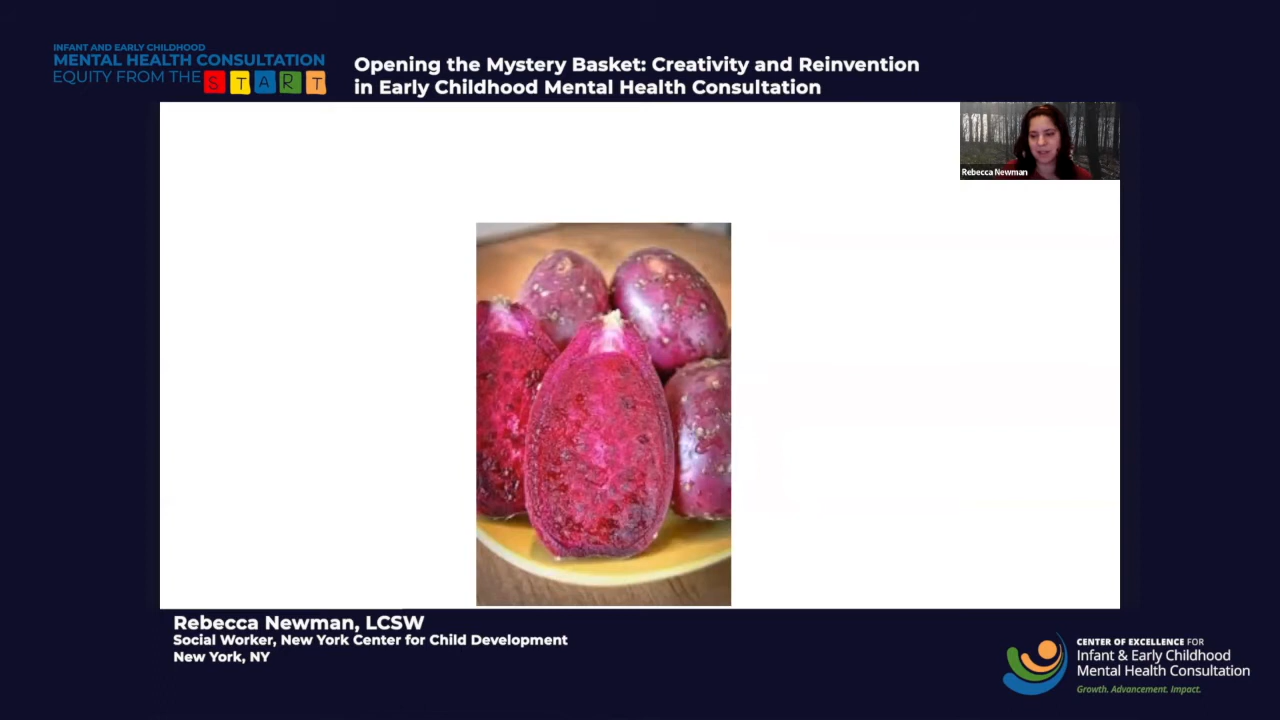 INFANT AND EARLY CHILDHOOD
MENTAL HEALTH CONSULTATION
EQUITY FROM THE START
Opening the Mystery Basket: Creativity and Reinvention
in Early Childhood Mental Health Consultation
Rebecca Newman
Rebecca Newman, LCSW
Social Worker, New York Center for Child Development
New York, NY
CENTER OF EXCELLENCE FOR
Infant & Early Childhood
Mental Health Consultation
Growth. Advancement. Impact.